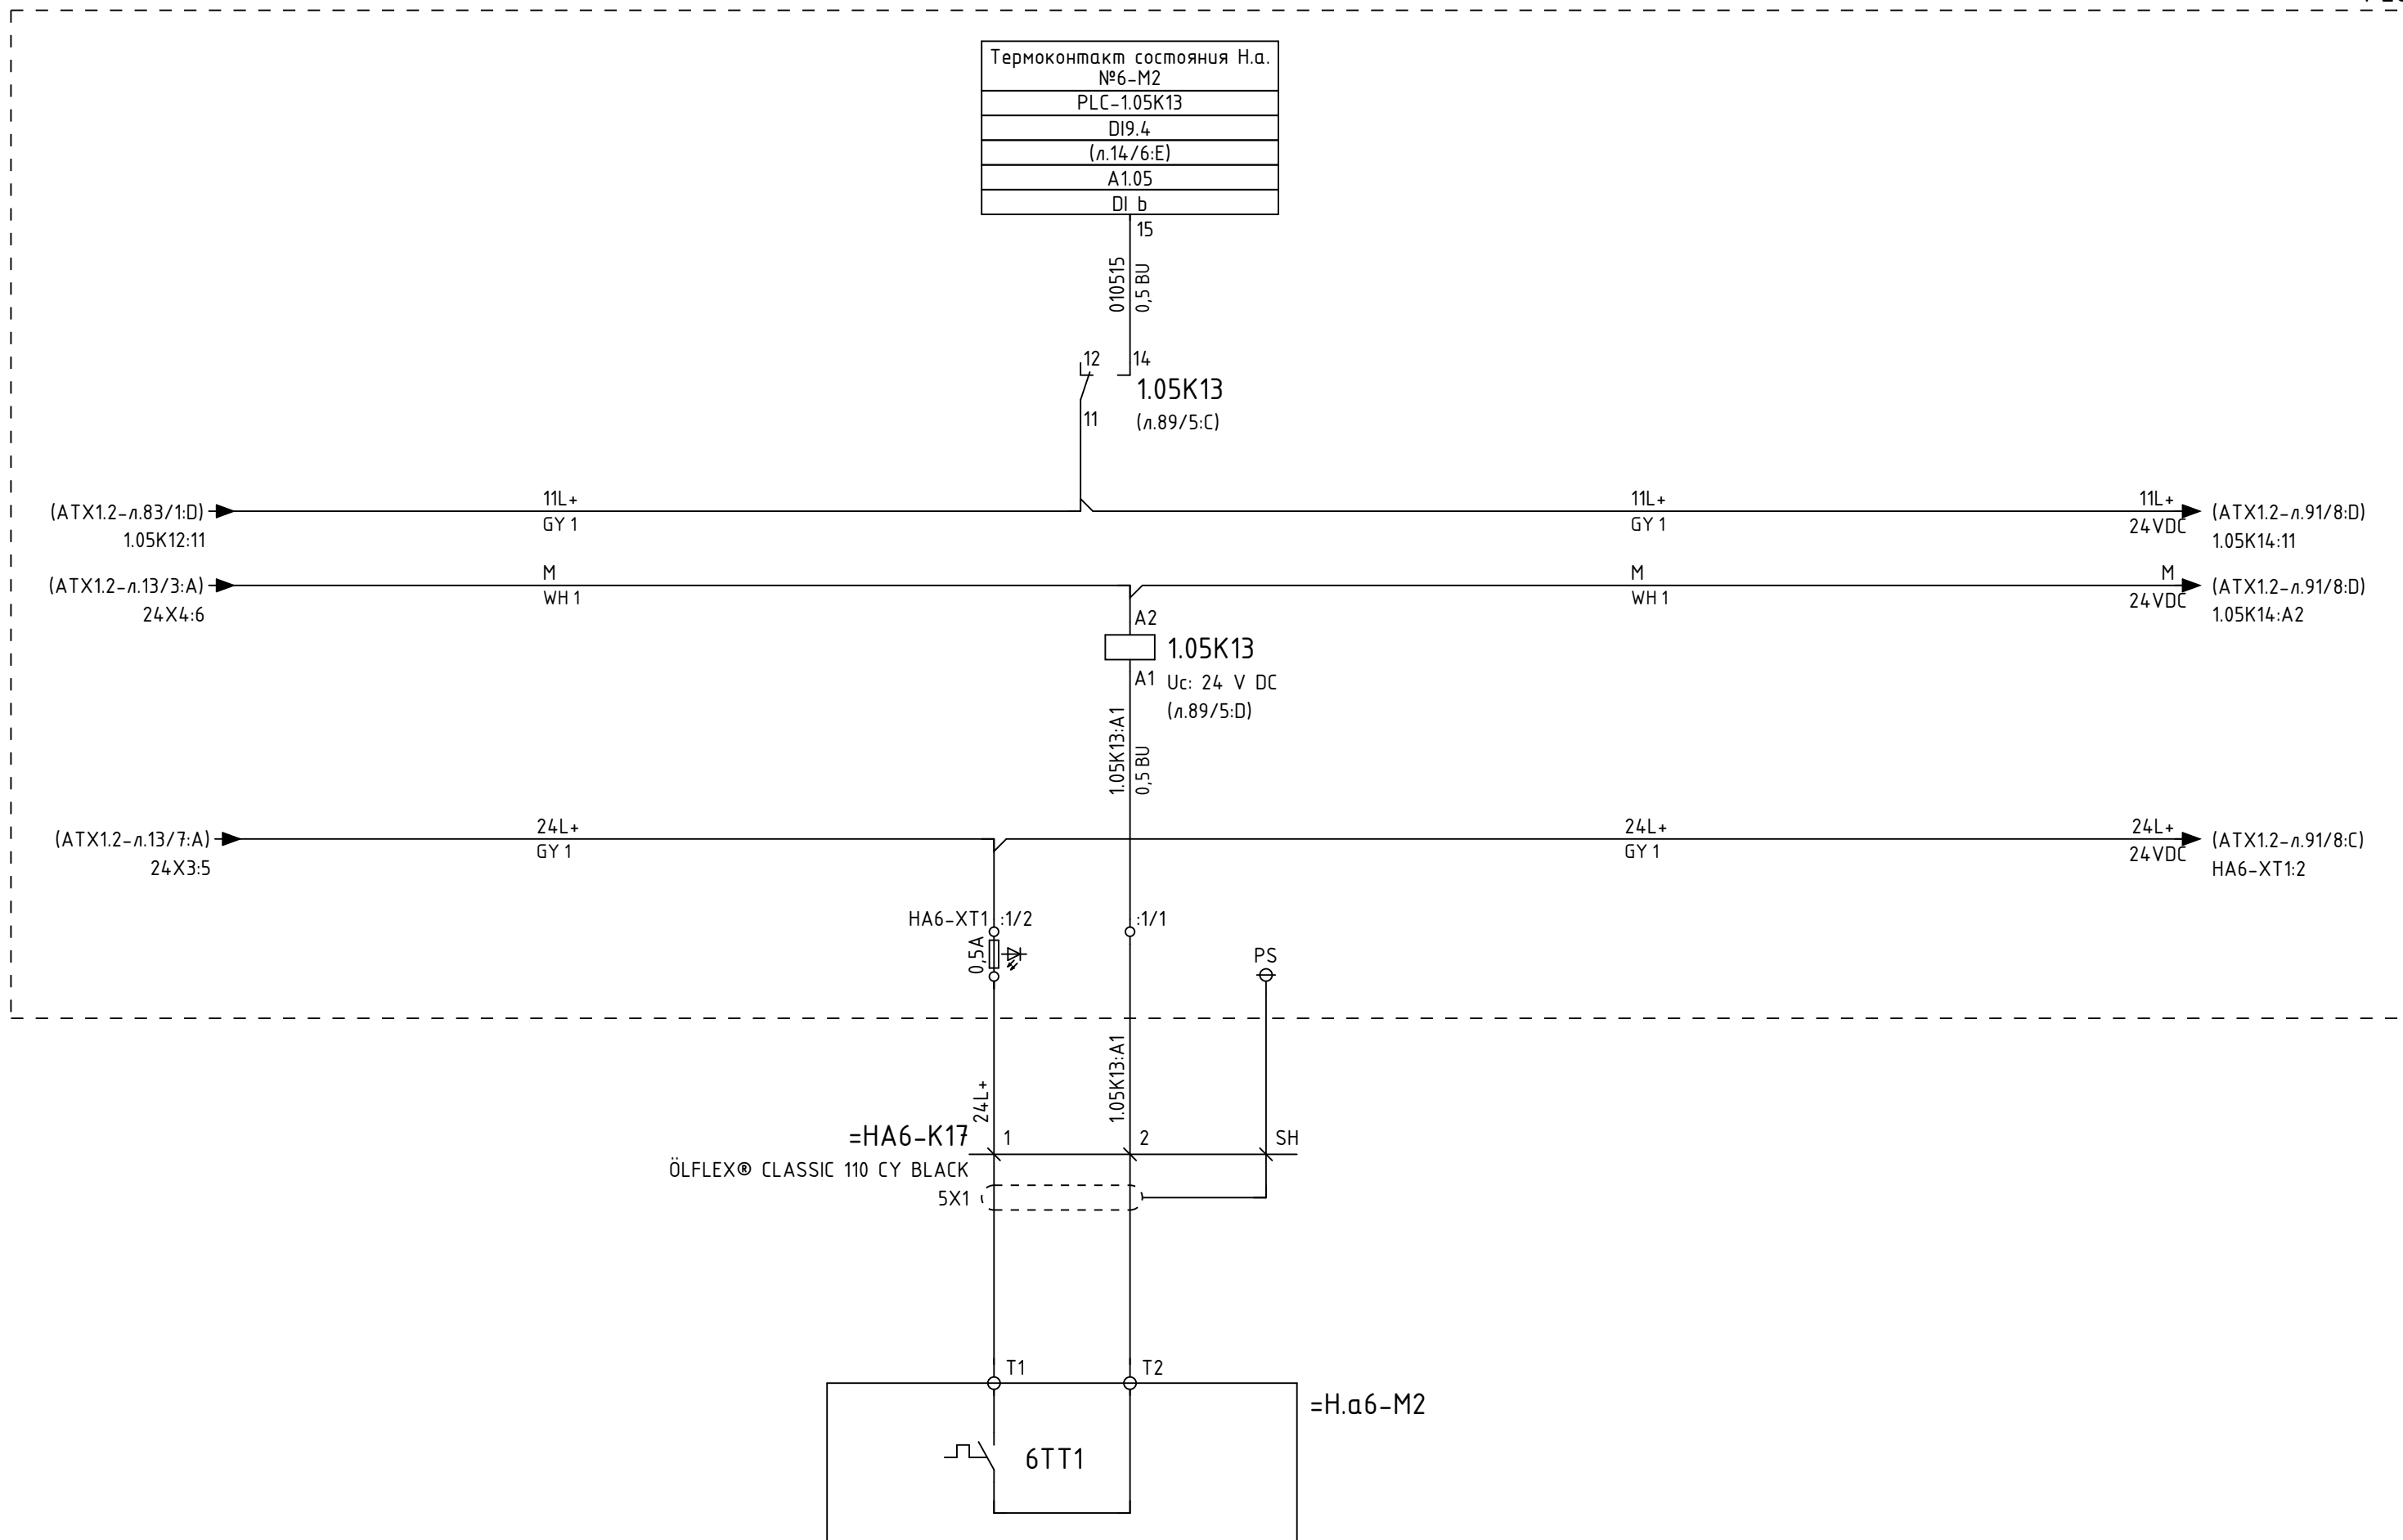 Термоконтакт состояния Н.а.
№6-М2
PLC-1.05K13
DI9.4
(л.14/6:E)
A1.05
DI b
15
010515
0,5 BU
12
14
1.05K13
(л.89/5:C)
11
(ATX1.2-л.83/1:D)
1.05K12:11
11L+
GY 1
11L+
GY 1
11L+
24VDC
(ATX1.2-л.91/8:D)
1.05K14:11
(ATX1.2-л.13/3:A)
24X4:6
M
WH 1
M
WH 1
M
24VDC
(ATX1.2-л.91/8:D)
1.05K14:A2
A2
1.05K13
A1
Uc: 24 V DC
(л.89/5:D)
1.05K13:A1
0,5 BU
(ATX1.2-л.13/7:A)
24X3:5
24L+
GY 1
24L+
GY 1
24L+
24VDC
(ATX1.2-л.91/8:C)
HA6-XT1:2
HA6-XT1
:1/2
:1/1
0,5A
PS
24L+
1.05K13:A1
=HA6-K17
1
2
SH
ÖLFLEX® CLASSIC 110 CY BLACK
5X1
T1
T2
=Н.а6-М2
6TT1